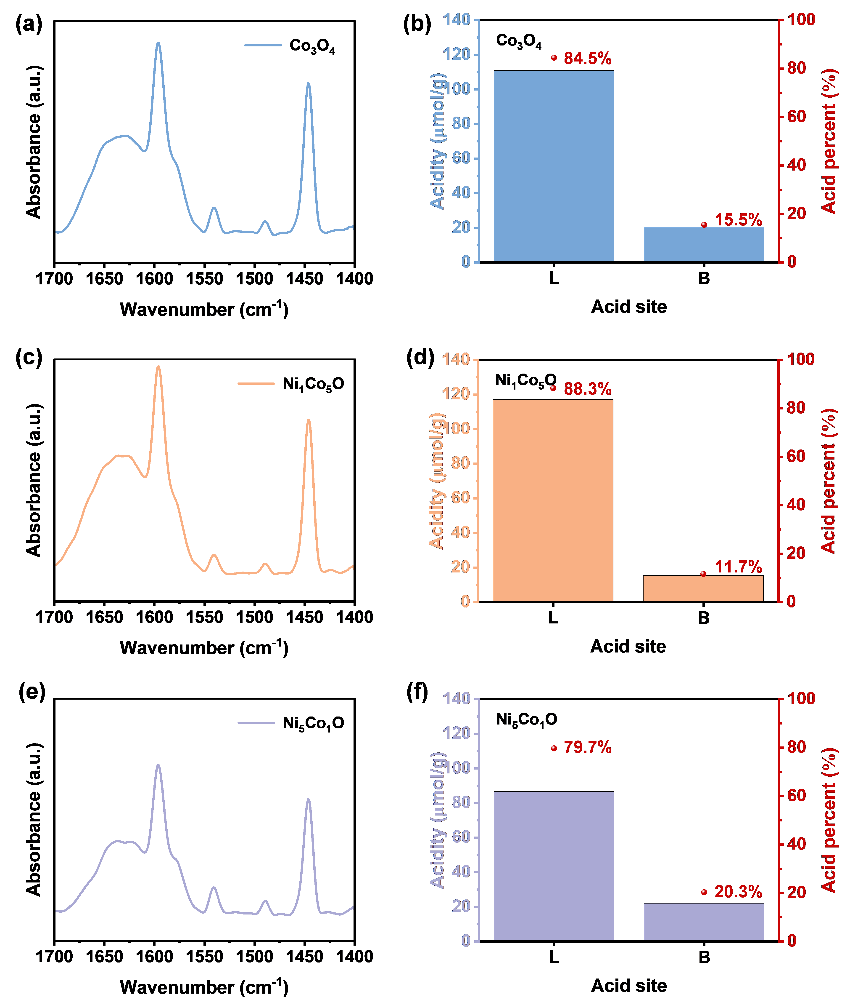 (a)
Co3O4
Absorbance (a.u.)
1700 1650 1600 1550 1500 1450 1400
Wavenumber (cm-1)
(b)
Co3O4
84.5%
15.5%
Acidity (μmol/g)
140
120
100
80
60
40
20
0
Acid percent (%)
100
80
60
40
20
0
L B
Acid site
(c)
Ni1Co5O
Absorbance (a.u.)
1700 1650 1600 1550 1500 1450 1400
Wavenumber (cm-1)
(d)
Ni1Co5O
88.3%
11.7%
Acidity (μmol/g)
140
120
100
80
60
40
20
0
Acid percent (%)
100
80
60
40
20
0
L B
Acid site
(e)
Ni5Co1O
Absorbance (a.u.)
1700 1650 1600 1550 1500 1450 1400
Wavenumber (cm-1)
(f)
Ni5Co1O
79.7%
20.3%
Acidity (μmol/g)
140
120
100
80
60
40
20
0
Acid percent (%)
100
80
60
40
20
0
L B
Acid site